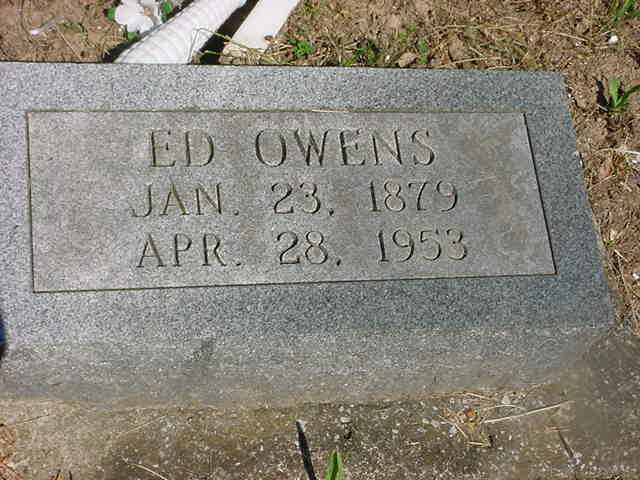 ED OWENS
JAN. 23, 1879
APR. 28, 1953